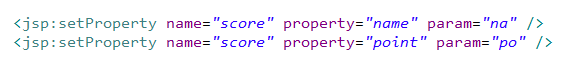 <jsp:setProperty name="score" property="name" param="na" />
<jsp:setProperty name="score" property="point" param="po" />